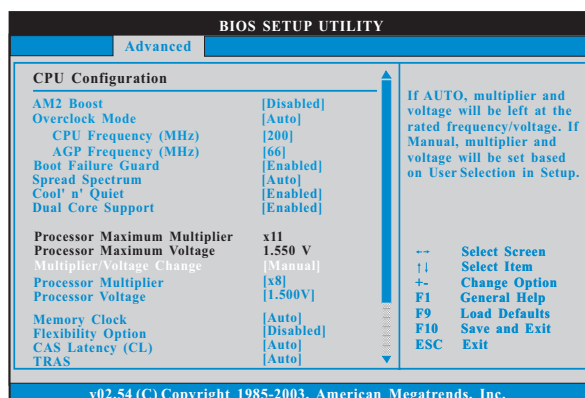 BIOS SETUP UTILITY
Advanced
CPU Configuration
AM2 Boost [Disabled]
Overclock Mode [Auto]
CPU Frequency (MHz) [200]
AGP Frequency (MHz) [66]
Boot Failure Guard [Enabled]
Spread Spectrum [Auto]
Cool' n' Quiet [Enabled]
Dual Core Support [Enabled]
Processor Maximum Multiplier x11
Processor Maximum Voltage 1.550 V
Multiplier/Voltage Change [Manual]
Processor Multiplier [x8]
Processor Voltage [1.500V]
Memory Clock [Auto]
Flexibility Option [Disabled]
CAS Latency (CL) [Auto]
TRAS [Auto]
If AUTO, multiplier and
voltage will be left at the
rated frequency/voltage. If
Manual, multiplier and
voltage will be set based
on User Selection in Setup.
←→ Select Screen
↑↓ Select Item
+- Change Option
F1 General Help
F9 Load Defaults
F10 Save and Exit
ESC Exit
v02.54 (C) Copyright 1985-2003, American Megatrends, Inc.